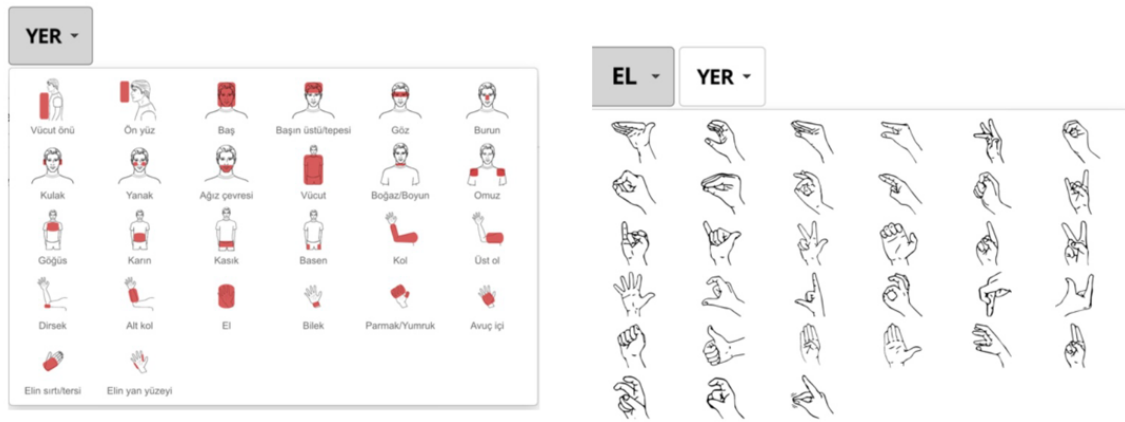 YER
Vücut önü Ön yüz Baş Başın üstü/tepesi Göz Burun
Kulak Yanak Ağız çevresi Vücut Boğaz/Boyun Omuz
Göğüs Karın Kasık Basen Kol Üst ol
Dirsek Alt kol El Bilek Parmak/Yumruk Avuç içi
Elin sırtı/tersi Elin yan yüzeyi
EL YER